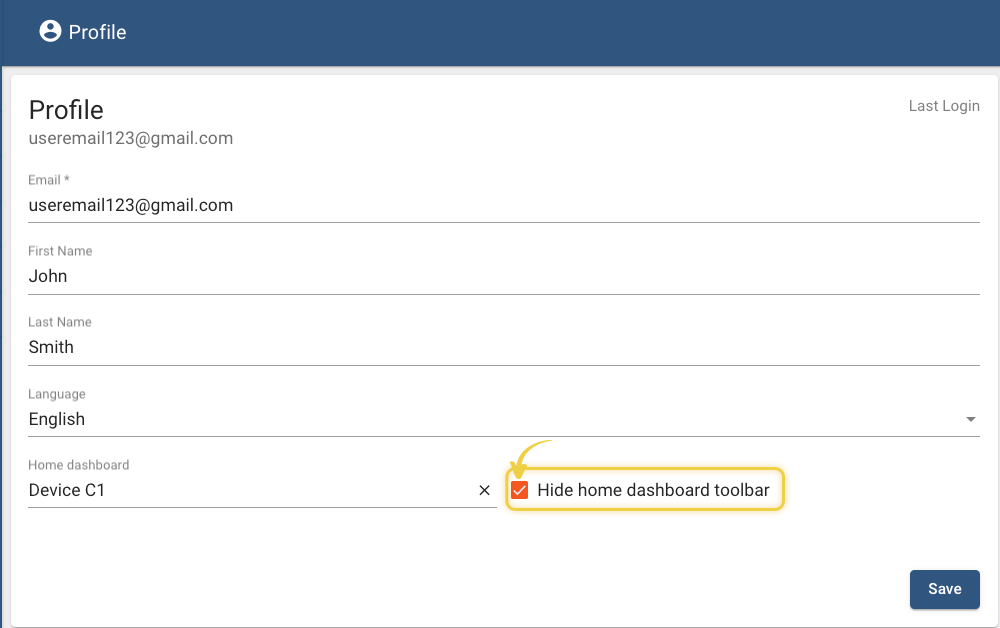 Profile
Profile
Last Login
useremail123@gmail.com
Email *
useremail123@gmail.com
First Name
John
Last Name
Smith
Language
English
Home dashboard
Device C1
Hide home dashboard toolbar
Save